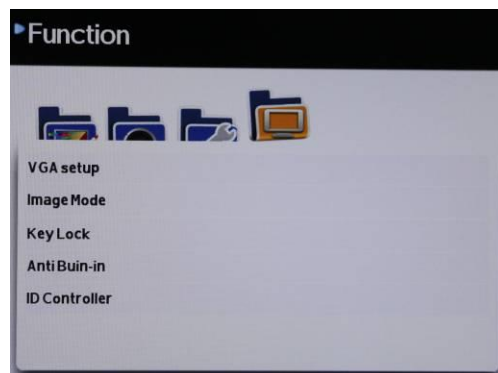 Function
VGA setup
Image Mode
Key Lock
Anti Buin-in
ID Controller